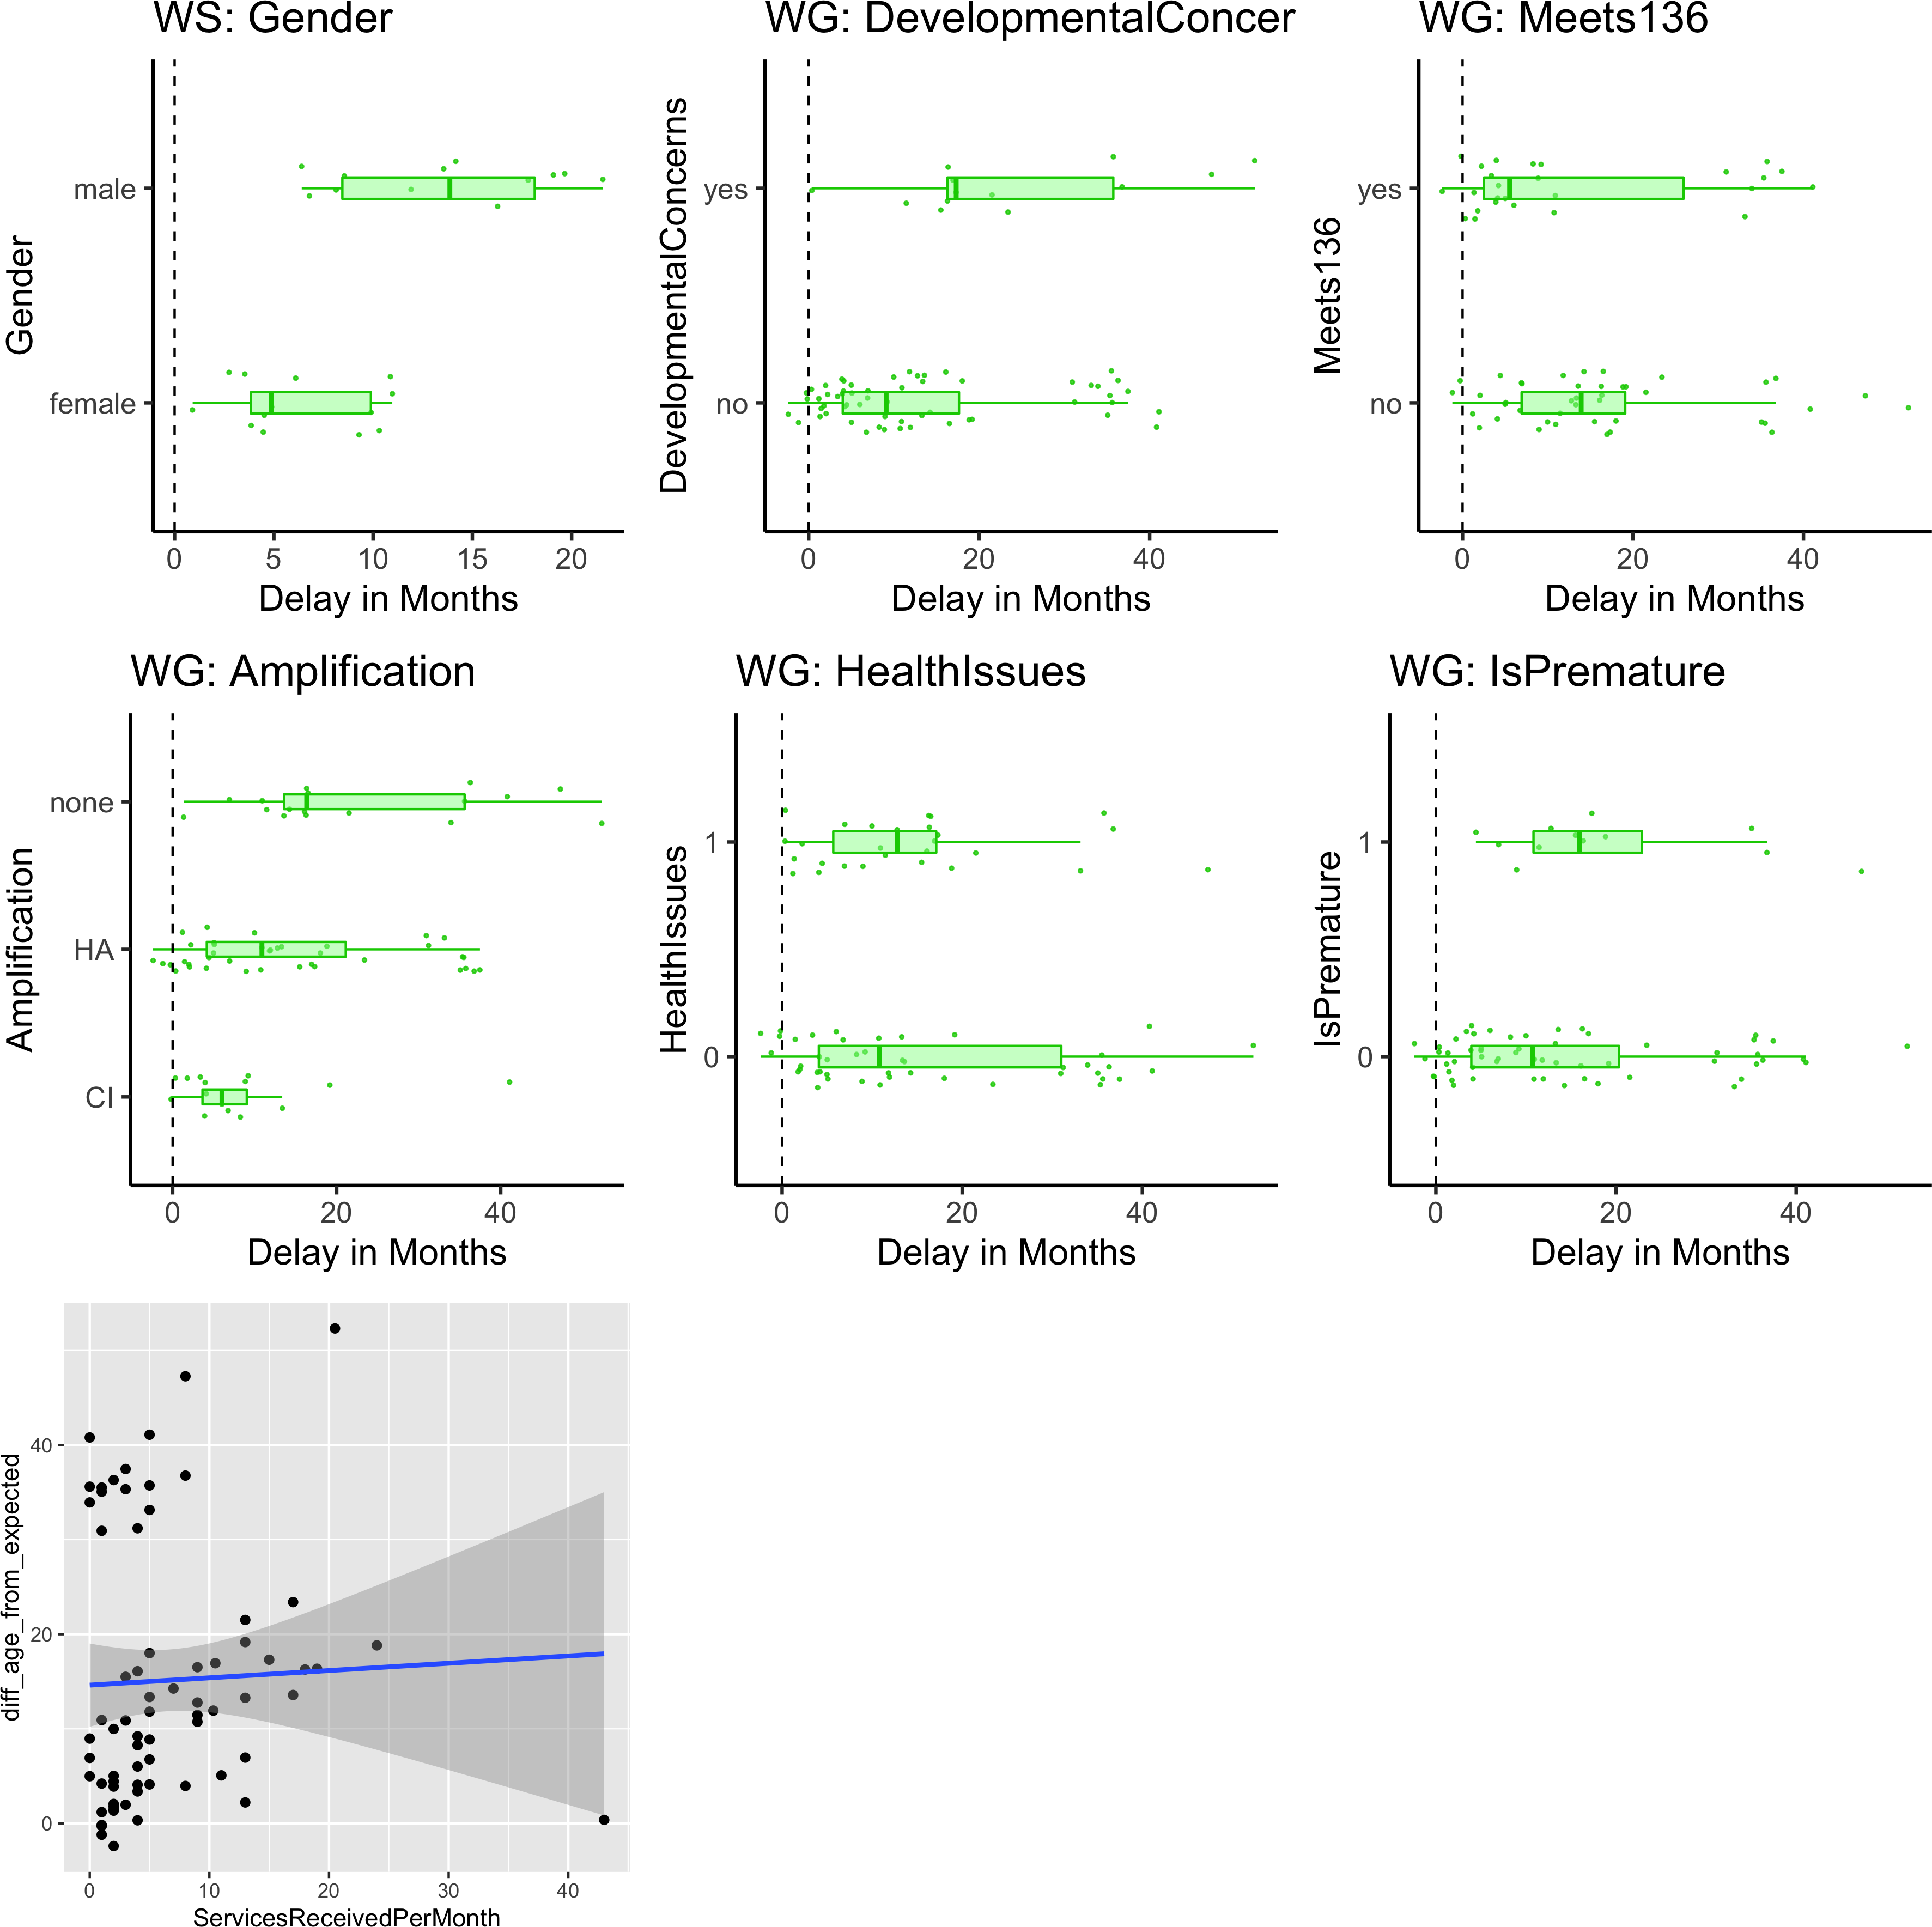 WS: Gender
WG: DevelopmentalConcer
WG: Meets136
Gender
male
female
0 5 10 15 20
Delay in Months
DevelopmentalConcerns
yes
no
0 20 40
Delay in Months
Meets136
yes
no
0 20 40
Delay in Months
WG: Amplification
WG: HealthIssues
WG: IsPremature
Amplification
none
HA
CI
0 20 40
Delay in Months
HealthIssues
1
0
0 20 40
Delay in Months
IsPremature
1
0
0 20 40
Delay in Months
diff_age_from_expected
40
20
0
0 10 20 30 40
ServicesReceivedPerMonth